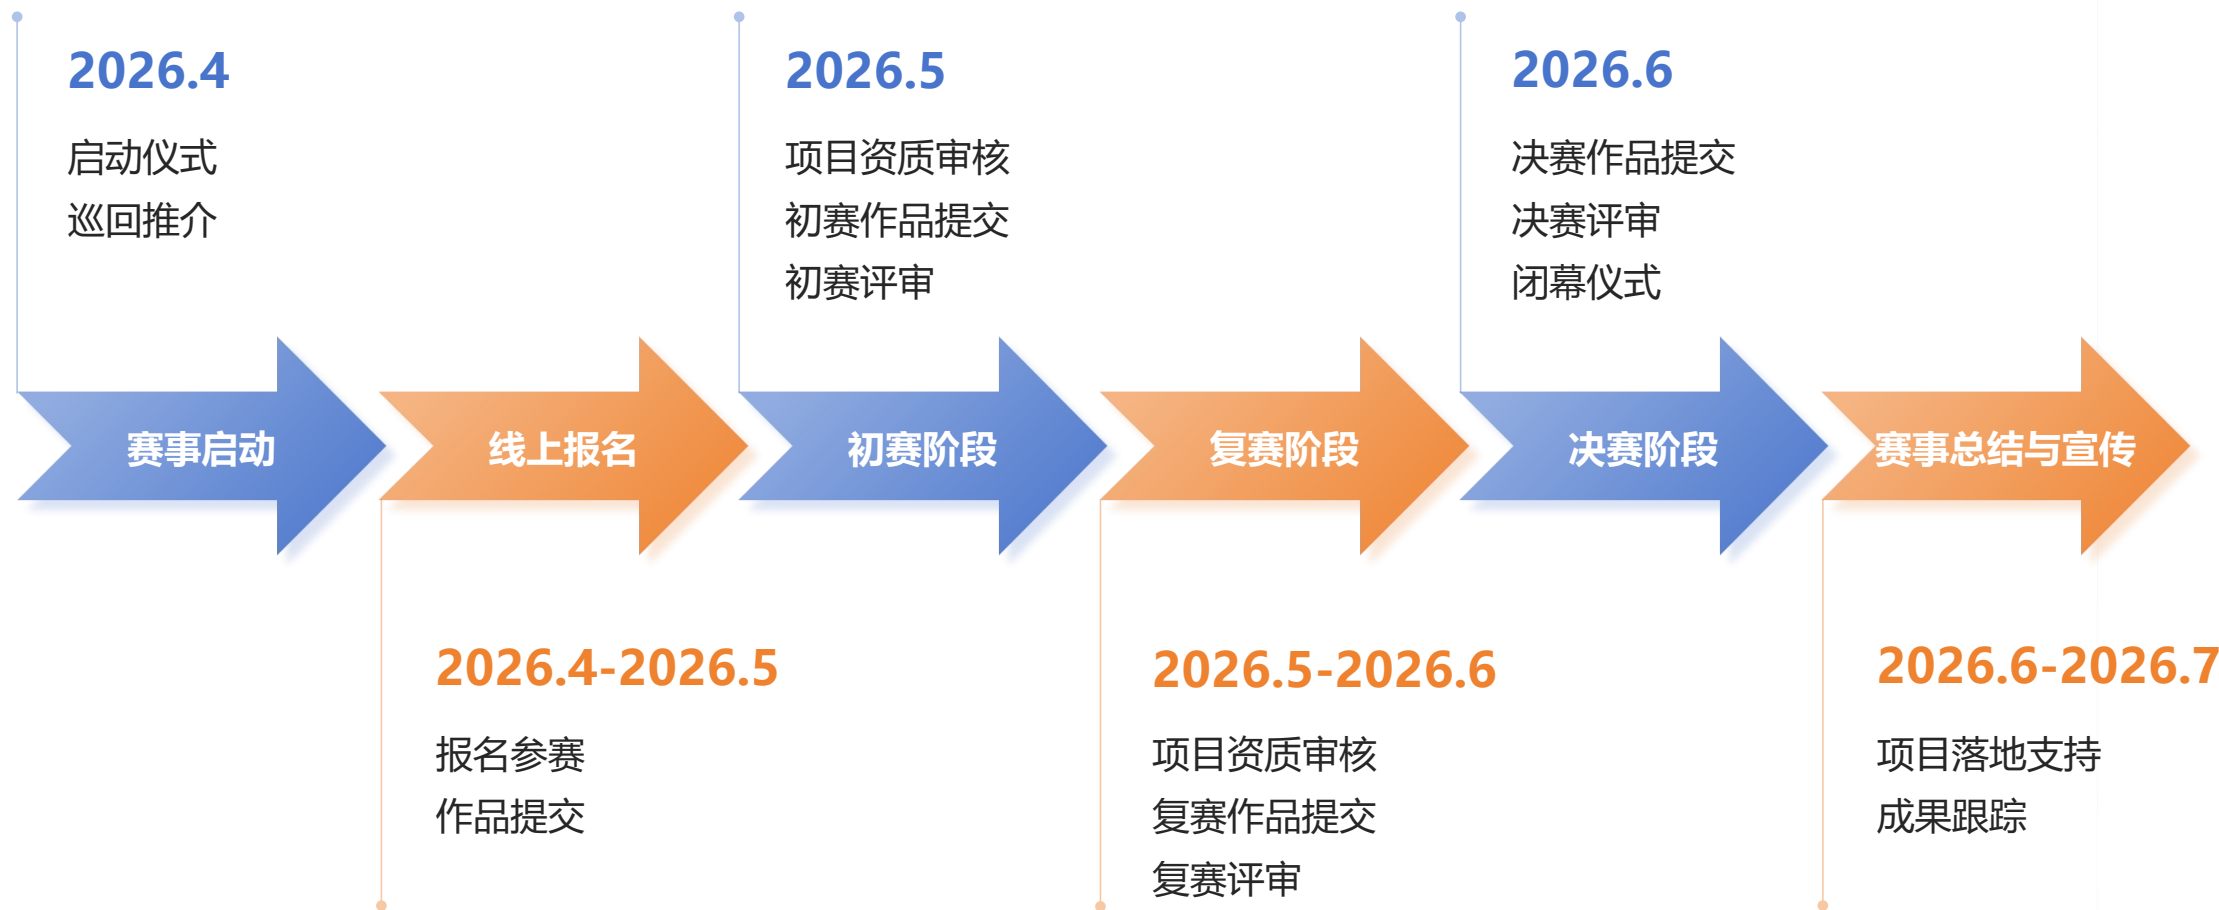 2026.4
启动仪式
巡回推介
2026.5
项目资质审核
初赛作品提交
初赛评审
2026.6
决赛作品提交
决赛评审
闭幕仪式
赛事启动
线上报名
初赛阶段
复赛阶段
决赛阶段
赛事总结与宣传
2026.4-2026.5
报名参赛
作品提交
2026.5-2026.6
项目资质审核
复赛作品提交
复赛评审
2026.6-2026.7
项目落地支持
成果跟踪